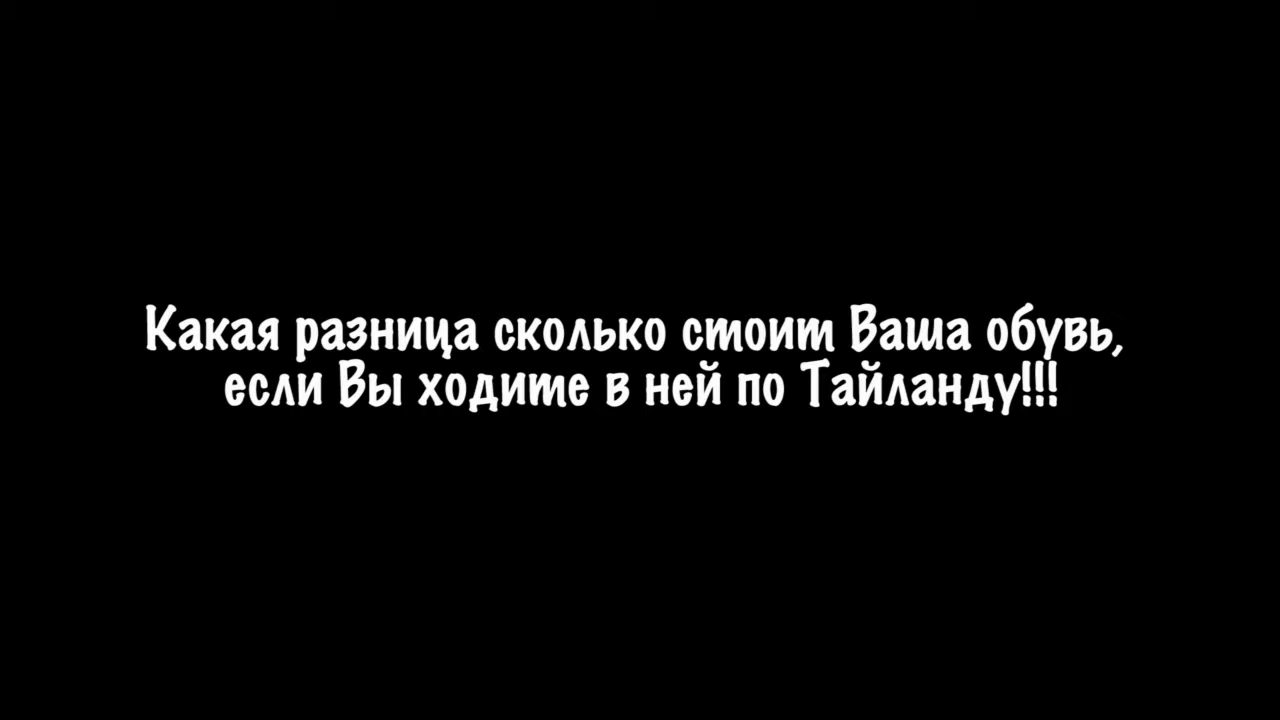 Какая разница сколько стоит Ваша обувь,
если Вы ходите в ней по Тайланду!!!